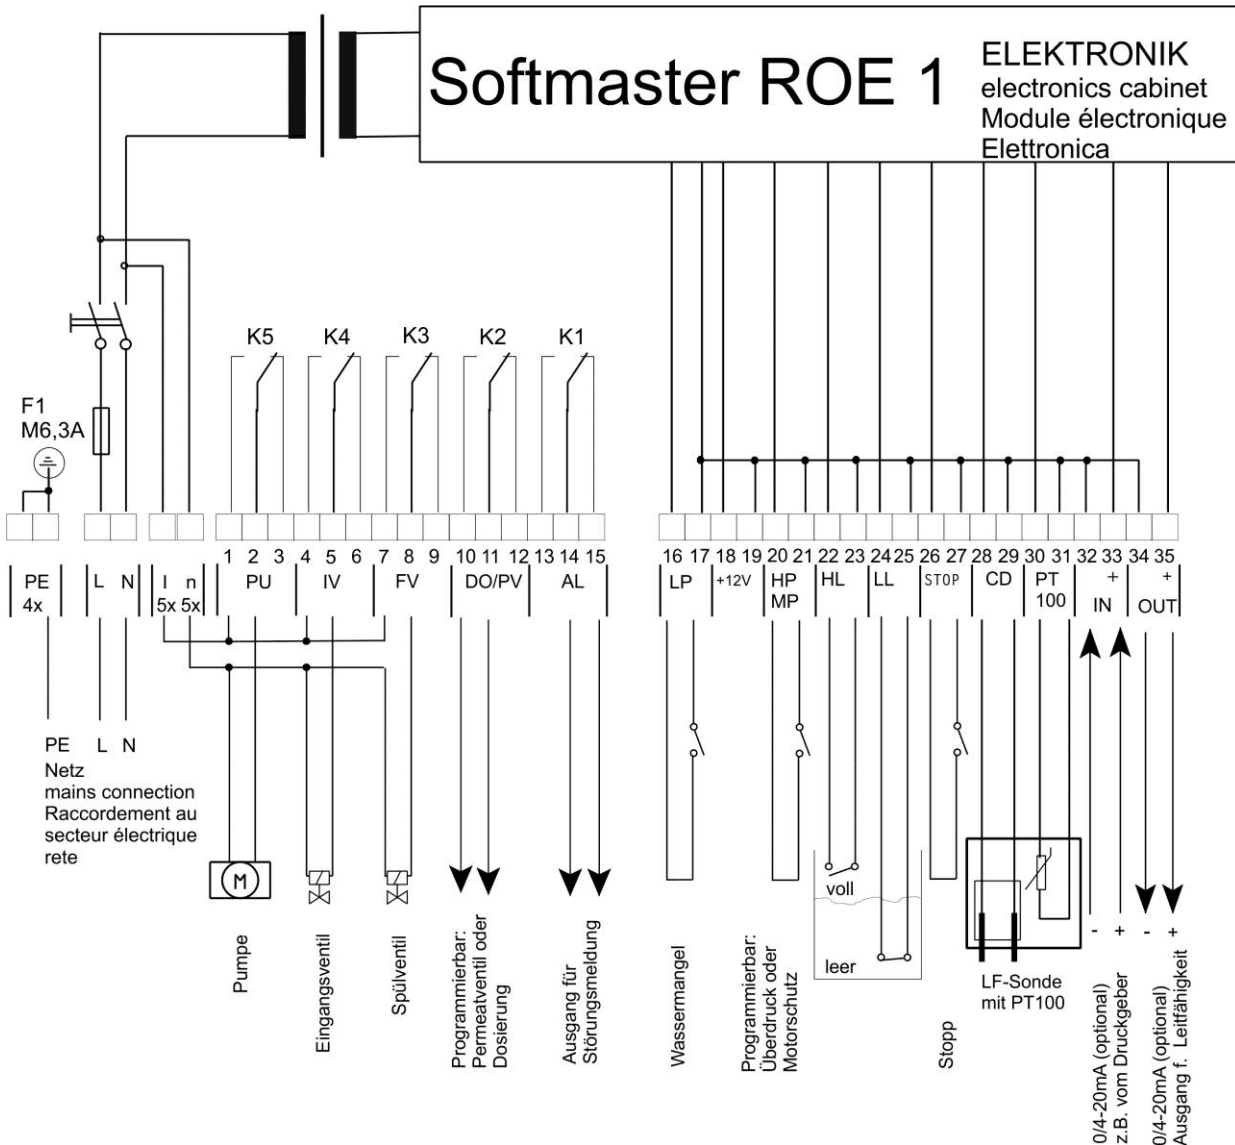 Softmaster ROE 1
ELEKTRONIK
electronics cabinet
Module électronique
Elettronica
K5 K4 K3 K2 K1
F1
M6,3A
1 2 3 4 5 6 7 8 9 10 11 12 13 14 15
16 17 18 19 20 21 22 23 24 25 26 27 28 29 30 31 32 33 34 35
PE
4x
L N
l n
5x 5x
PU
IV
FV
DO/PV
AL
LP
+12V
HP
MP
HL
LL
STOP
CD
PT
100
+
IN
+
OUT
PE L N
Netz
mains connection
Raccordement au
secteur électrique
rete
M
Pumpe
Eingangsventil
Spülventil
Programmierbar:
Permeatventil oder
Dosierung
Ausgang für
Störungsmeldung
Wassermangel
Programmierbar:
Überdruck oder
Motorschutz
voll
leer
Stopp
LF-Sonde
mit PT100
- + - +
0/4-20mA (optional)
z.B. vom Druckgeber
0/4-20mA (optional)
Ausgang f. Leitfähigkeit